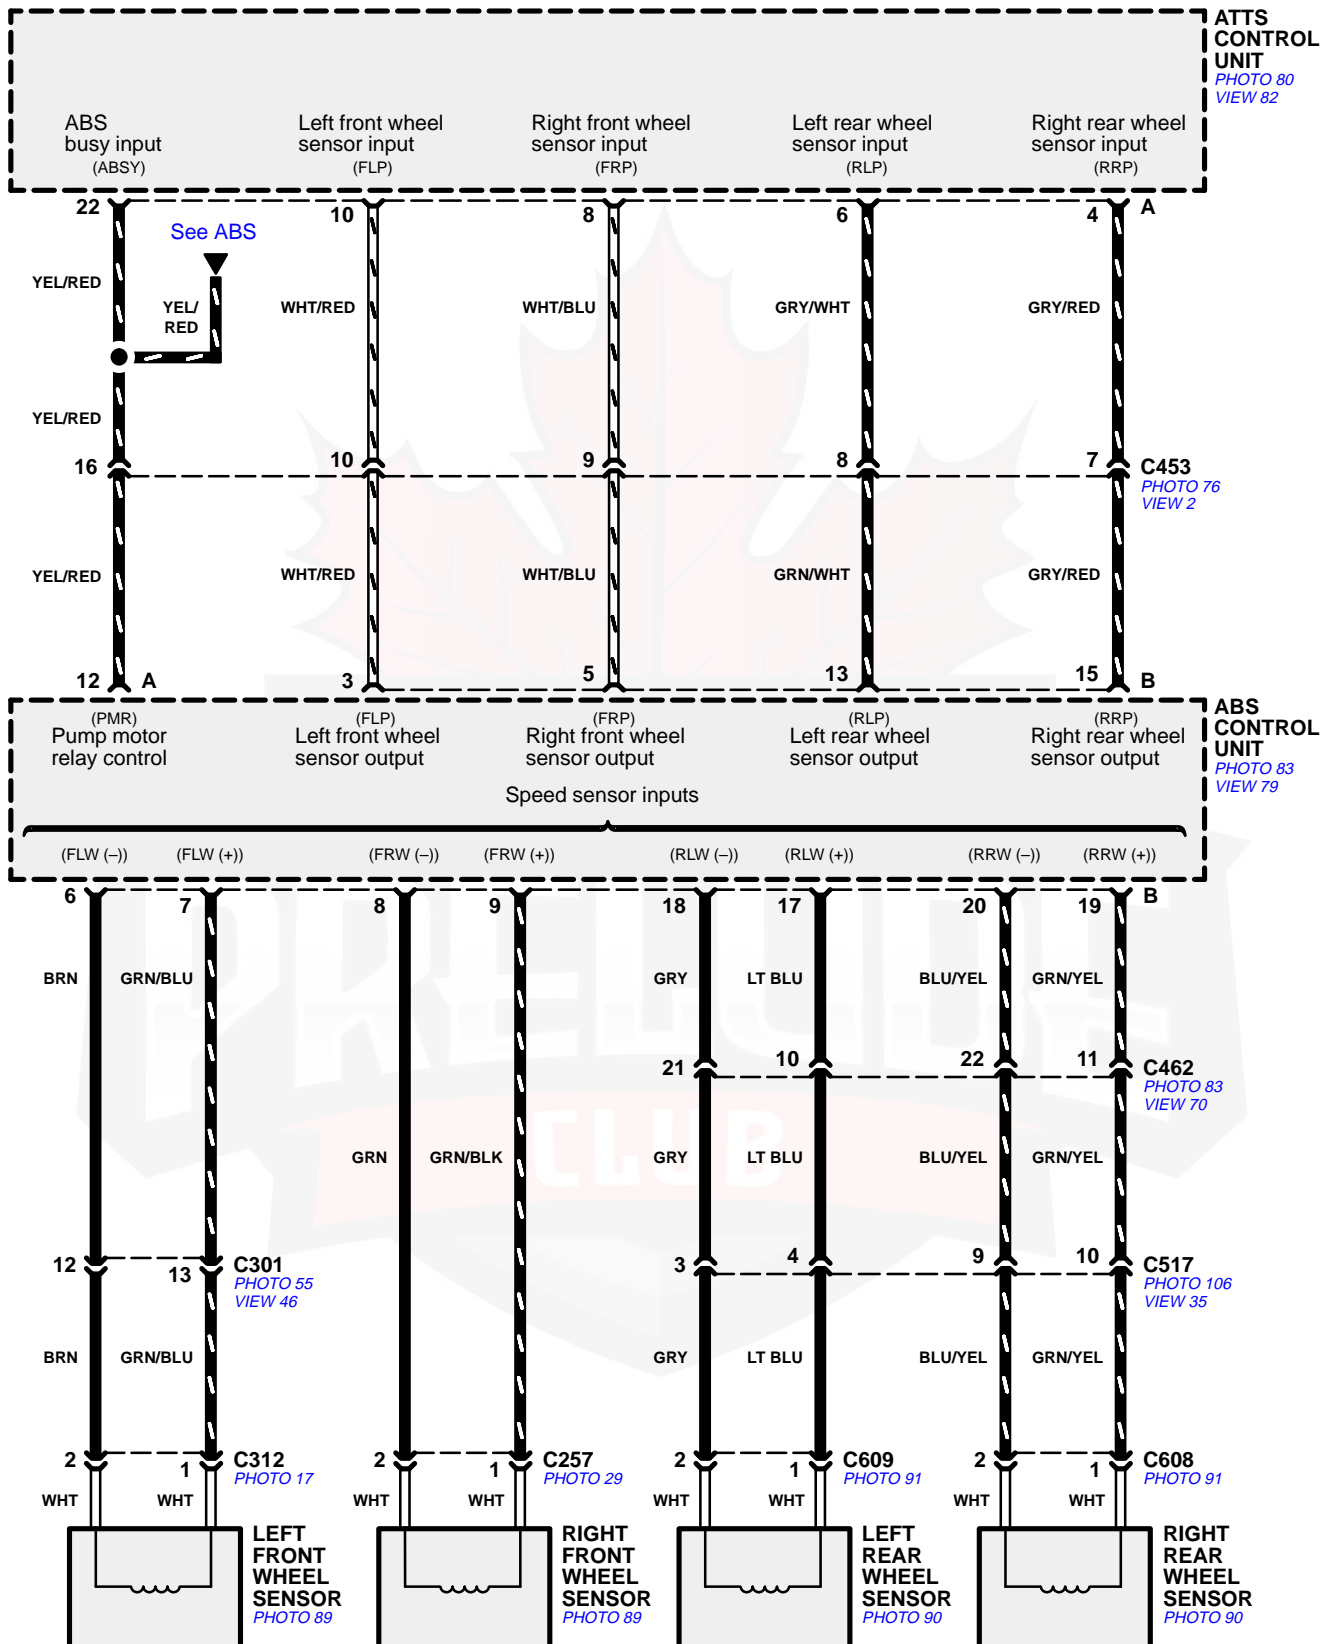 ATTS
CONTROL
UNIT
PHOTO 80
VIEW 82
ABS
busy input
(ABSY)
Left front wheel
sensor input
(FLP)
Right front wheel
sensor input
(FRP)
Left rear wheel
sensor input
(RLP)
Right rear wheel
sensor input
(RRP)
22 10 8 6 4 A
See ABS
YEL/RED
YEL/
RED
WHT/RED WHT/BLU GRY/WHT GRY/RED
YEL/RED
16 10 9 8 7 C453
PHOTO 76
VIEW 2
YEL/RED WHT/RED WHT/BLU GRN/WHT GRY/RED
12 A 3 5 13 15 B
ABS
CONTROL
UNIT
PHOTO 83
VIEW 79
(PMR)
Pump motor
relay control
(FLP)
Left front wheel
sensor output
(FRP)
Right front wheel
sensor output
(RLP)
Left rear wheel
sensor output
(RRP)
Right rear wheel
sensor output
Speed sensor inputs
(FLW (–)) (FLW (+)) (FRW (–)) (FRW (+)) (RLW (–)) (RLW (+)) (RRW (–)) (RRW (+))
6 7 8 9 18 17 20 19 B
BRN GRN/BLU GRY LT BLU BLU/YEL GRN/YEL
21 10 22 11 C462
PHOTO 83
VIEW 70
PRELUDE
CLUB
GRN GRN/BLK GRY LT BLU BLU/YEL GRN/YEL
12 13 C301
PHOTO 55
VIEW 46
3 4 9 10 C517
PHOTO 106
VIEW 35
BRN GRN/BLU GRY LT BLU BLU/YEL GRN/YEL
2 1 C312
PHOTO 17
2 1 C257
PHOTO 29
2 1 C609
PHOTO 91
2 1 C608
PHOTO 91
WHT WHT WHT WHT WHT WHT WHT WHT
LEFT
FRONT
WHEEL
SENSOR
PHOTO 89
RIGHT
FRONT
WHEEL
SENSOR
PHOTO 89
LEFT
REAR
WHEEL
SENSOR
PHOTO 90
RIGHT
REAR
WHEEL
SENSOR
PHOTO 90